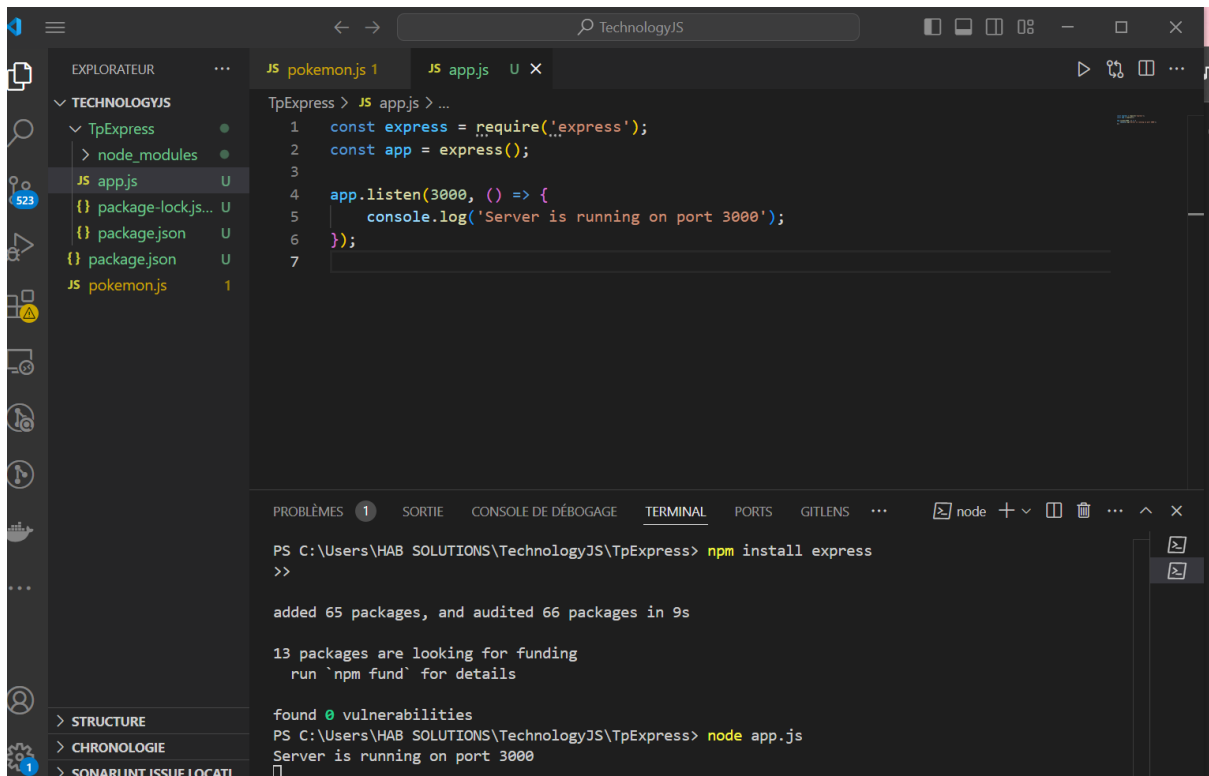 TechnologyJS
EXPLORATEUR ...
JS pokemon.js 1
JS app.js U
TECHNOLOGYJS
TpExpress
node_modules
JS app.js U
{} package-lock.js... U
{} package.json U
{} package.json U
JS pokemon.js 1
523
TpExpress > JS app.js > ...
1 const express = require('express');
2 const app = express();
3
4 app.listen(3000, () => {
5 console.log('Server is running on port 3000');
6 });
7
PROBLÈMES 1 SORTIE CONSOLE DE DÉBOGAGE TERMINAL PORTS GITLENS ... node
PS C:\Users\HAB SOLUTIONS\TechnologyJS\TpExpress> npm install express
>>
added 65 packages, and audited 66 packages in 9s
13 packages are looking for funding
run `npm fund` for details
found 0 vulnerabilities
PS C:\Users\HAB SOLUTIONS\TechnologyJS\TpExpress> node app.js
Server is running on port 3000
STRUCTURE
CHRONOLOGIE
SONARLINT ISSUE LOCATI
1